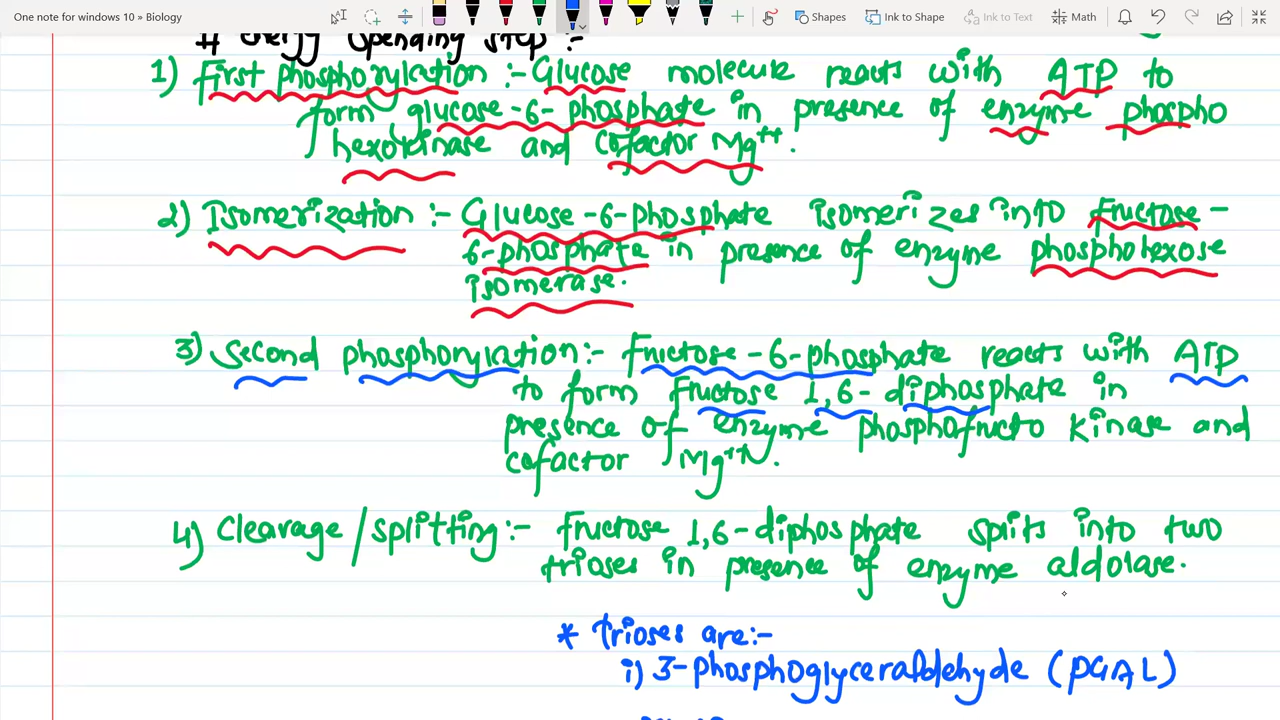 One note for windows 10 » Biology
Shapes Ink to Shape Ink to Text Math
# Energy Spending step :-
1) First phosphorylation :- Glucose molecule reacts with ATP to
form glucose-6-phosphate in presence of enzyme phospho
hexokinase and cofactor Mg++.
2) Isomerization :- Glucose-6-phosphate isomerizes into fructose-
6-phosphate in presence of enzyme phosphohexose
isomerase.
3) Second phosphorylation :- fructose-6-phosphate reacts with ATP
to form fructose 1,6-diphosphate in
presence of enzyme phosphofructo kinase and
cofactor Mg++.
4) Clearage/splitting :- fructose 1,6-diphosphate splits into two
trioses in presence of enzyme aldolase.
* Trioses are:-
i) 3-phosphoglyceraldehyde (PGAL)